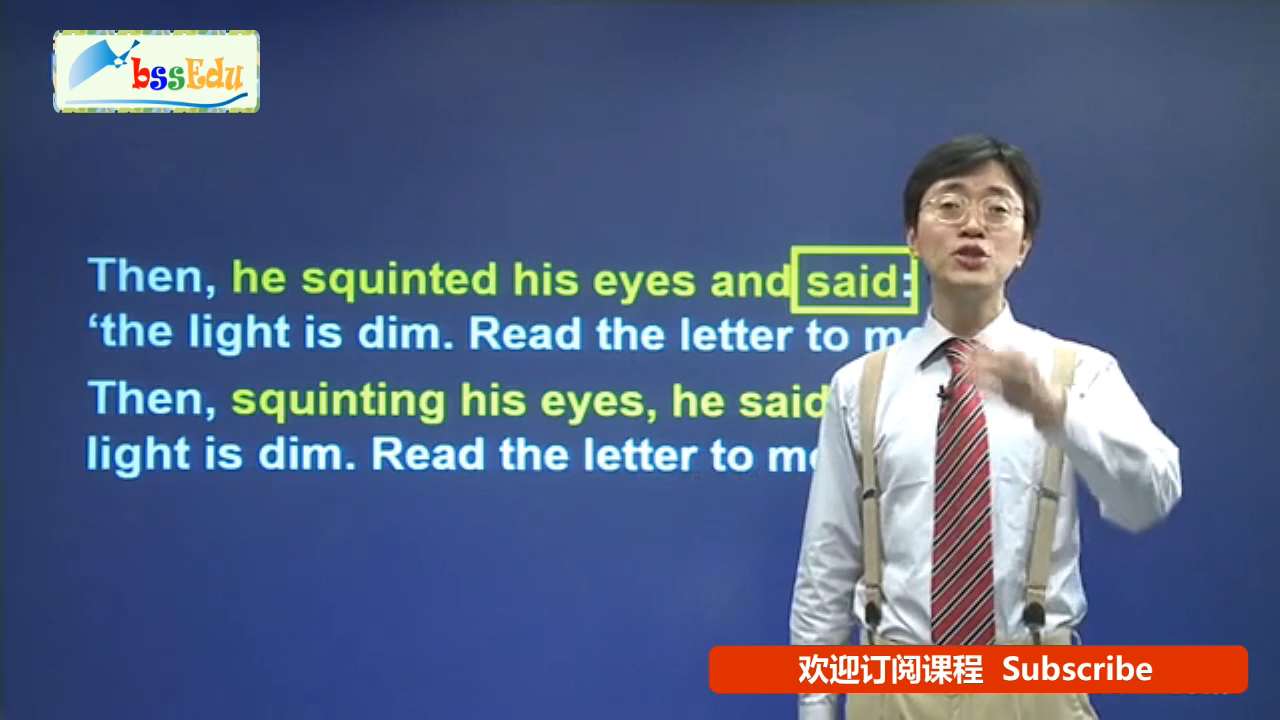 bssEdu
Then, he squinted his eyes and said:
‘the light is dim. Read the letter to
Then, squinting his eyes, he said
light is dim. Read the letter to
欢迎订阅课程 Subscribe